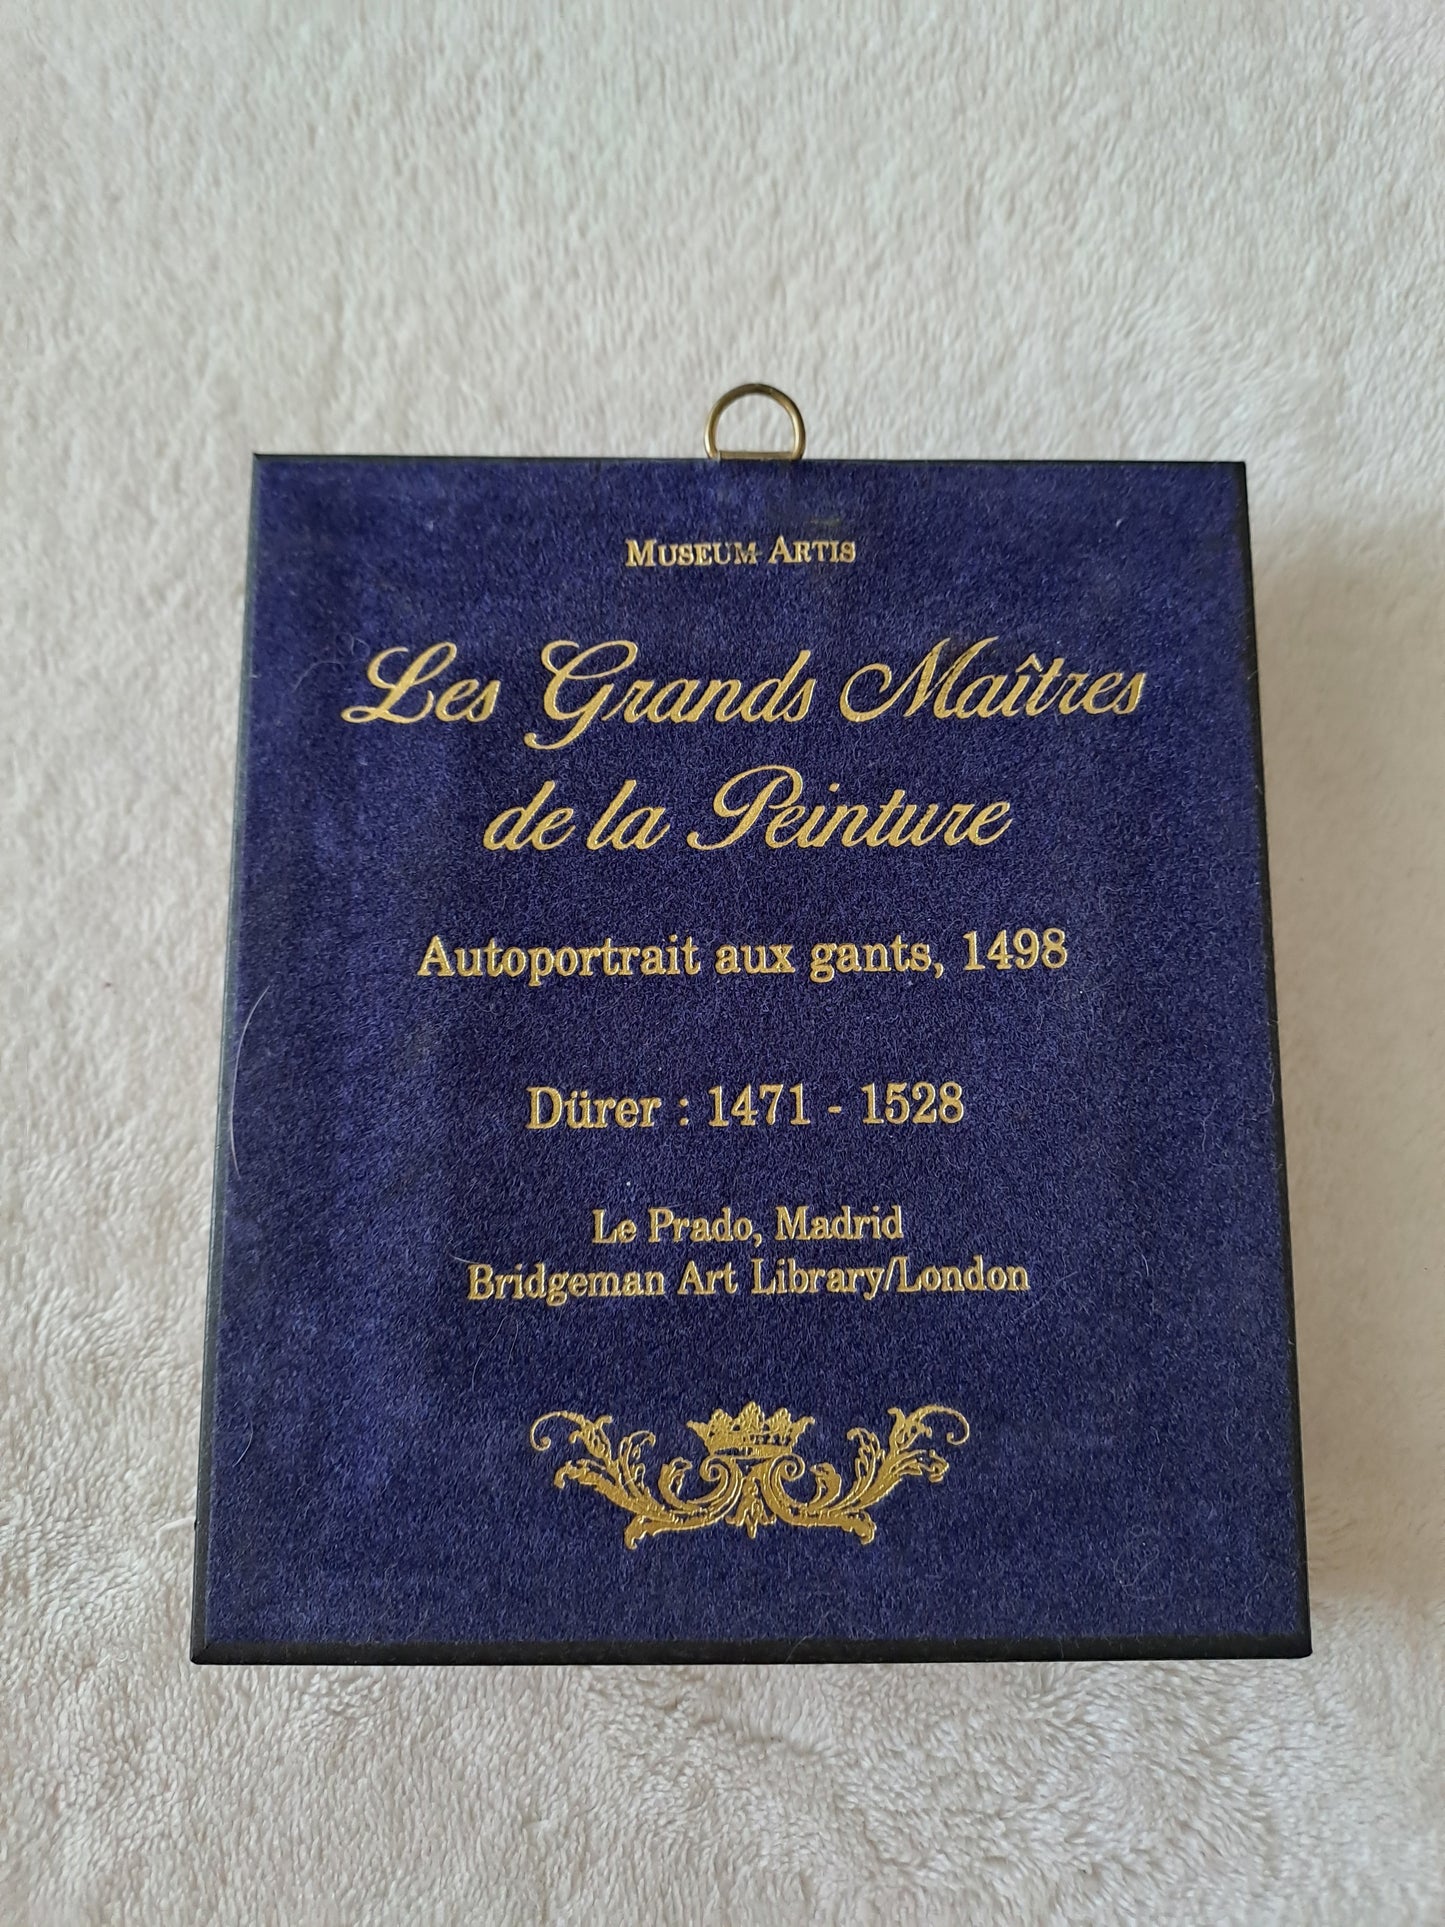 MUSEUM ARTIS
Les Grands Maîtres
de la Peinture
Autoportrait aux gants, 1498
Dürer : 1471 - 1528
Le Prado, Madrid
Bridgeman Art Library/London